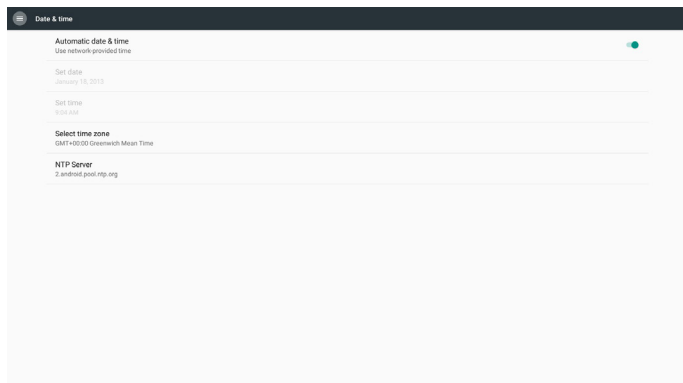 Date & time
Automatic date & time
Use network-provided time
Set date
January 18, 2013
Set time
9:04 AM
Select time zone
GMT+00:00 Greenwich Mean Time
NTP Server
2.android.pool.ntp.org